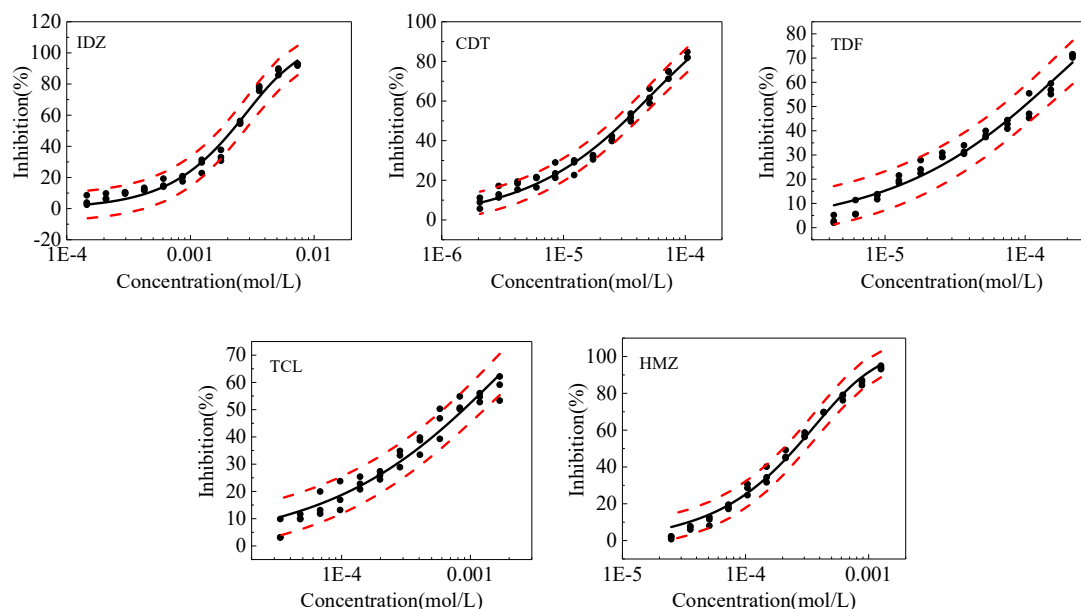 IDZ
Inhibition(%)
120
100
80
60
40
20
0
-20
1E-4
0.001
0.01
Concentration(mol/L)
CDT
Inhibition(%)
100
80
60
40
20
0
1E-6
1E-5
1E-4
Concentration(mol/L)
TDF
Inhibition(%)
80
70
60
50
40
30
20
10
0
1E-5
1E-4
Concentration(mol/L)
TCL
Inhibition(%)
70
60
50
40
30
20
10
0
1E-4
0.001
Concentration(mol/L)
HMZ
Inhibition(%)
100
80
60
40
20
0
1E-5
1E-4
0.001
Concentration(mol/L)